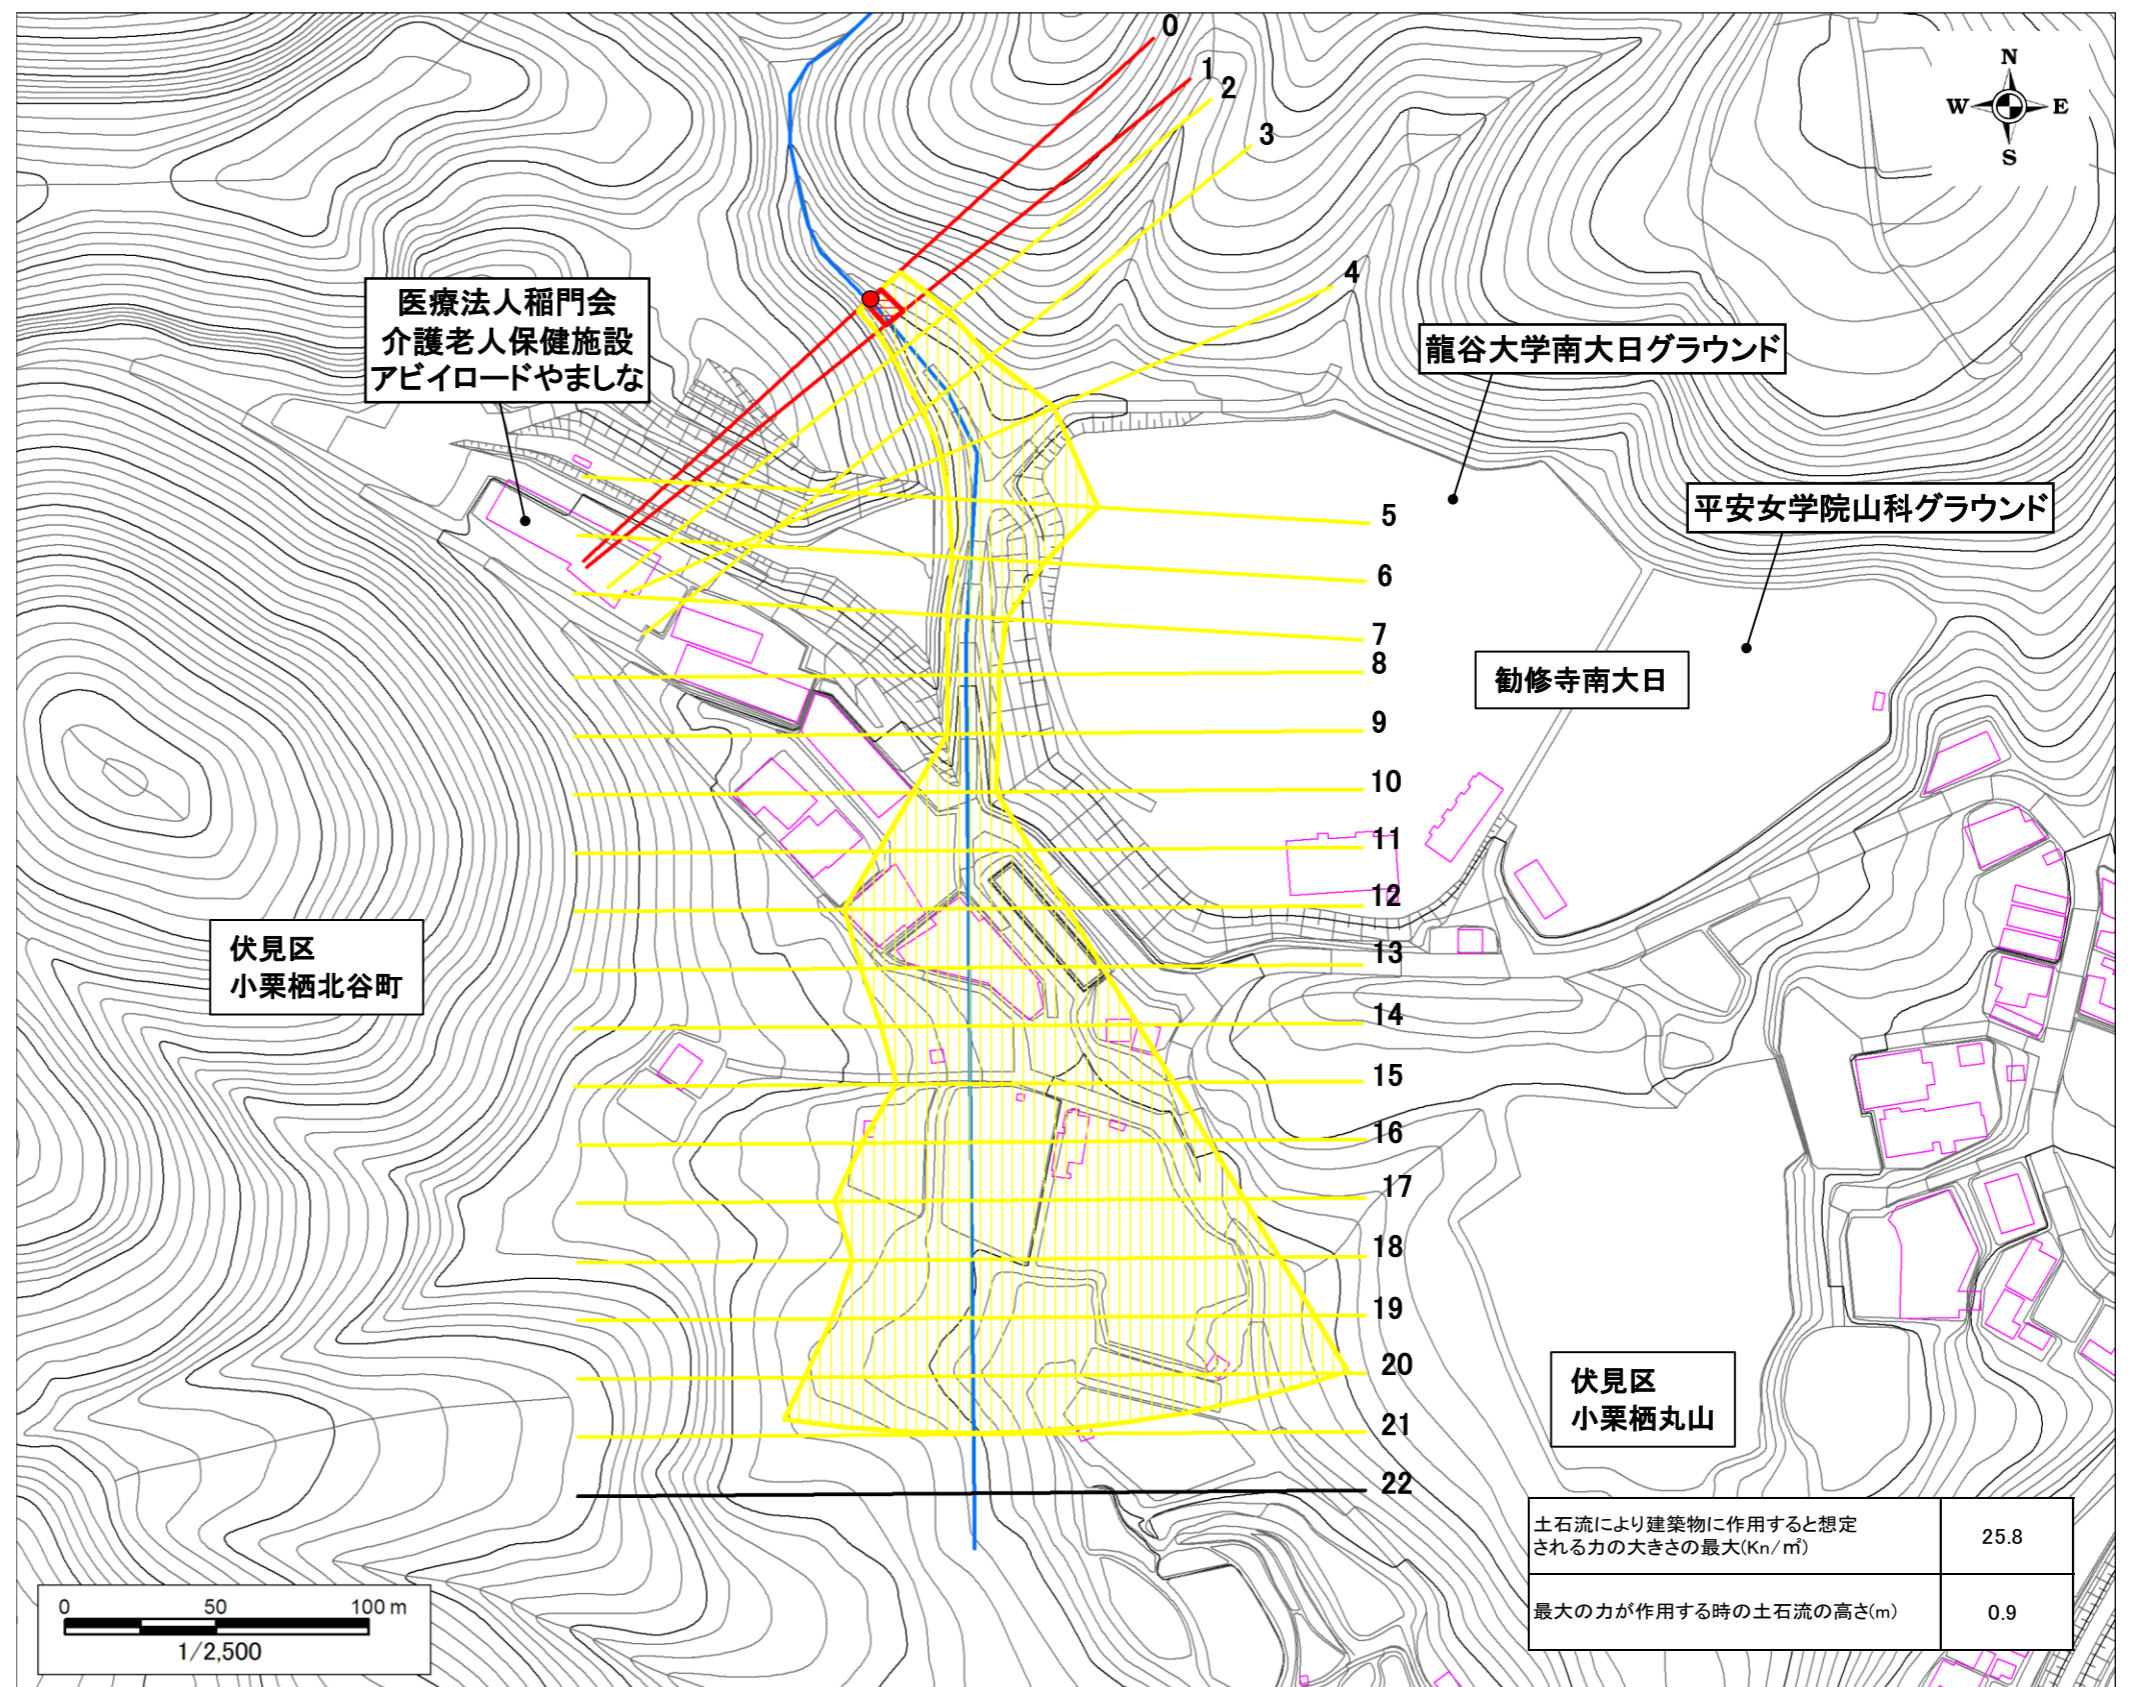 0
1
2
3
4
N
W
E
S
医療法人稲門会
介護老人保健施設
アビイロードやましな
龍谷大学南大日グラウンド
平安女学院山科グラウンド
5
6
7
8
勧修寺南大日
9
10
11
12
13
伏見区
小栗栖北谷町
14
15
16
17
18
19
20
伏見区
小栗栖丸山
21
22
土石流により建築物に作用すると想定
される力の大きさの最大(Kn/㎡)
25.8
最大の力が作用する時の土石流の高さ(m)
0.9
0 50 100 m
1/2,500